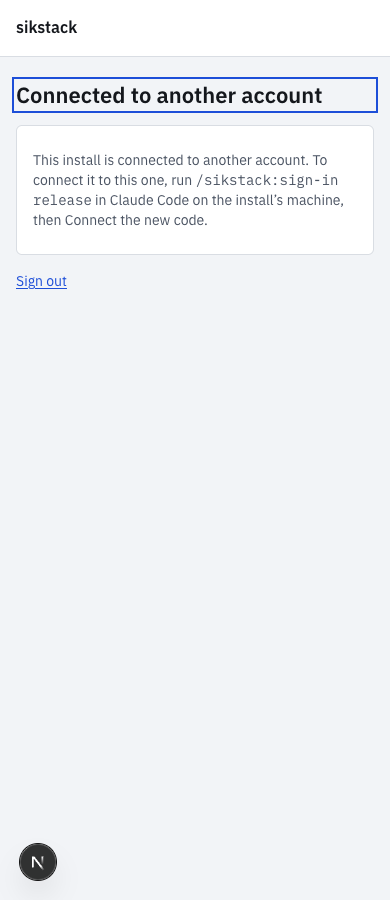 sikstack
Connected to another account
This install is connected to another account. To
connect it to this one, run /sikstack:sign-in
release in Claude Code on the install’s machine,
then Connect the new code.
Sign out
N